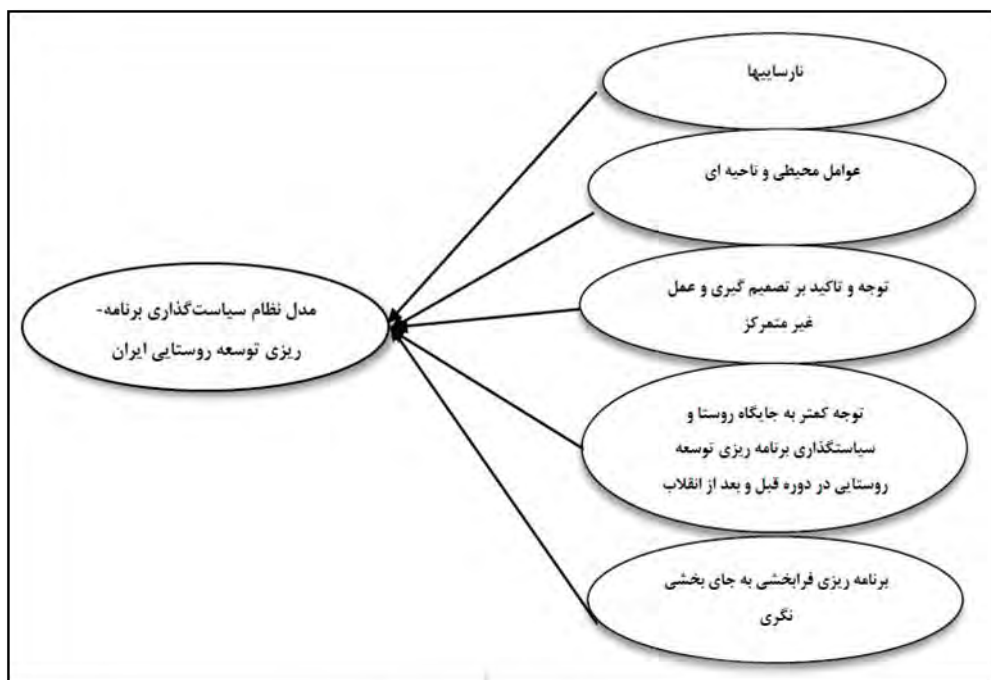 نارساییها
عوامل محیطی و ناحیه ای
توجه و تاکید بر تصمیم گیری و عمل
غیر متمرکز
توجه کمتر به جایگاه روستا و
سیاستگذاری برنامه ریزی توسعه
روستایی در دوره قبل و بعد از انقلاب
برنامه ریزی فرابخشی به جای بخشی
نگری
مدل نظام سیاست‌گذاری برنامه-
ریزی توسعه روستایی ایران